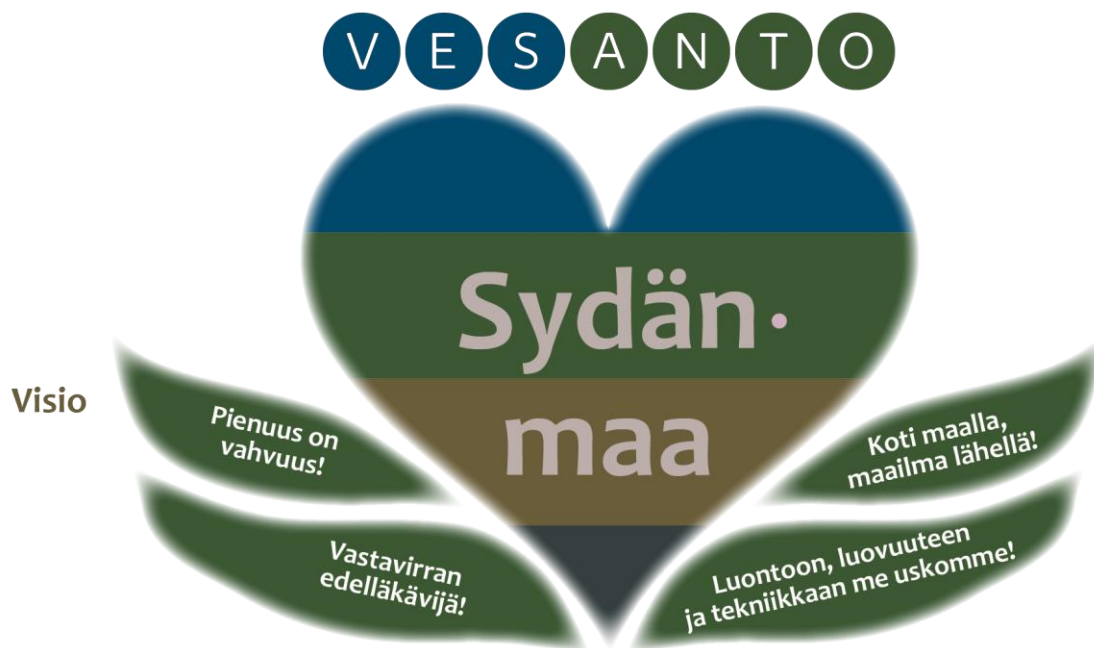 VESANTO
Sydän·
maa
Visio
Pienuus on
vahvuus!
Koti maalla,
maailma lähellä!
Vastavirran
edelläkävijä!
Luontoon, luovuuteen
ja tekniikkaan me uskomme!